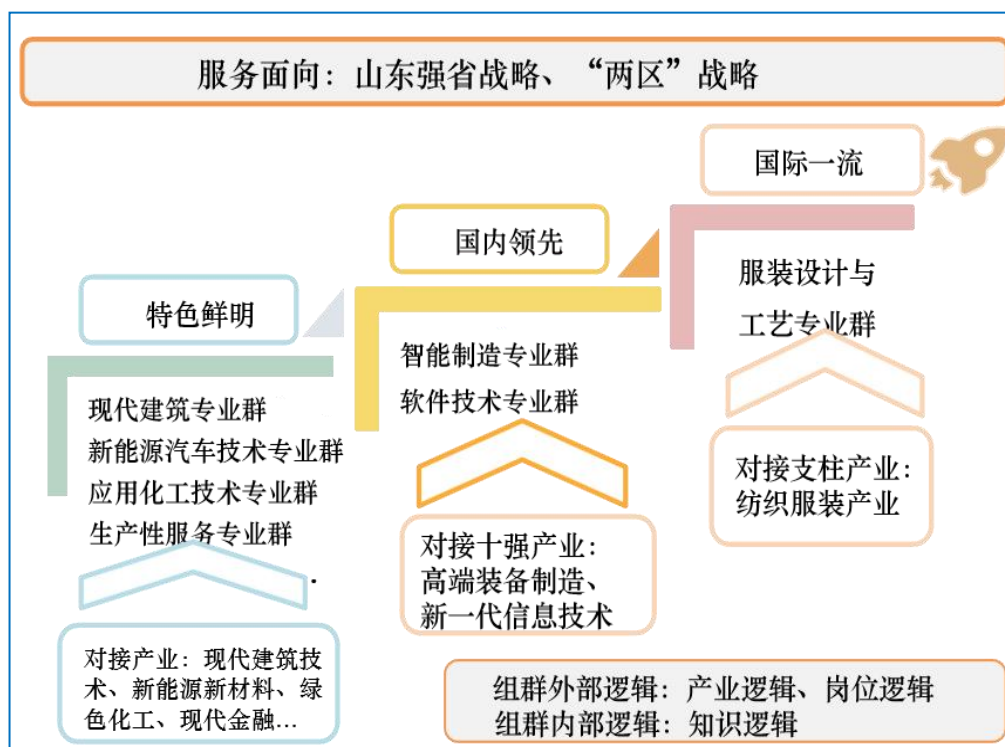 服务面向：山东强省战略、“两区”战略
国际一流
国内领先
特色鲜明
服装设计与
工艺专业群
智能制造专业群
软件技术专业群
现代建筑专业群
新能源汽车技术专业群
应用化工技术专业群
生产性服务专业群
对接支柱产业：
纺织服装产业
对接十强产业：
高端装备制造、
新一代信息技术
对接产业：现代建筑技
术、新能源新材料、绿
色化工、现代金融...
组群外部逻辑：产业逻辑、岗位逻辑
组群内部逻辑：知识逻辑